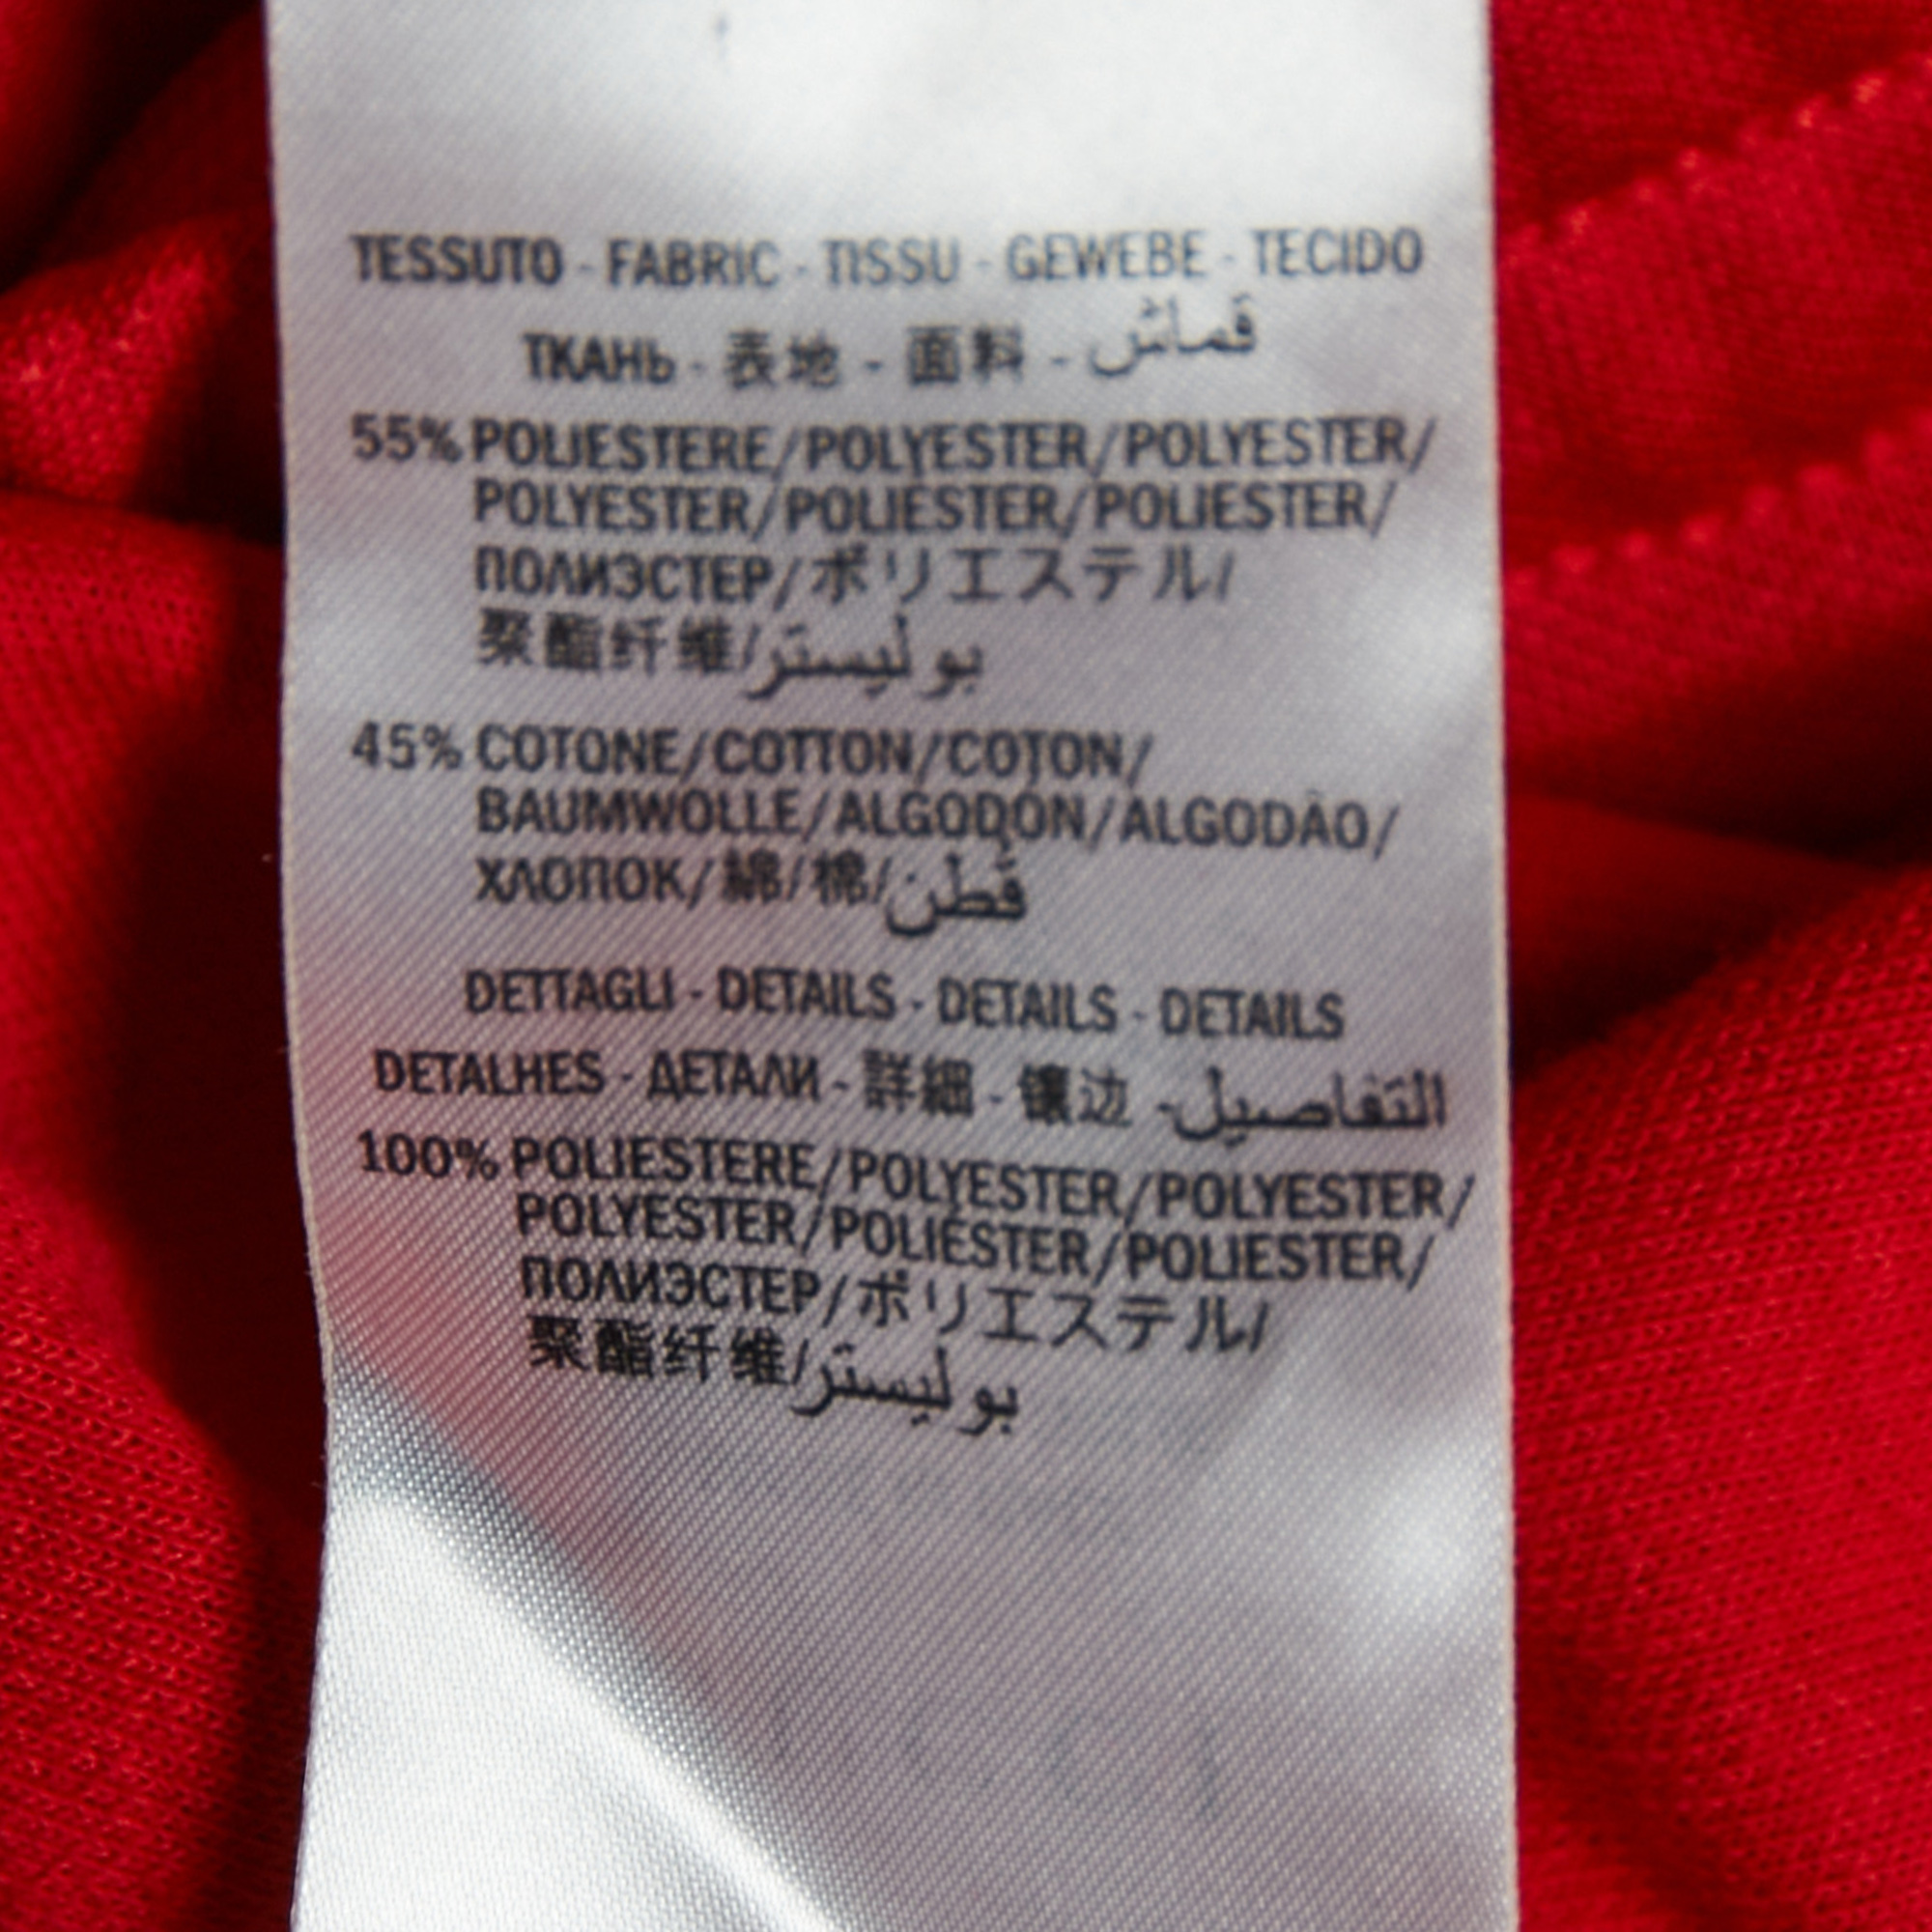 TESSUTO - FABRIC - TISSU - GEWEBE - TECIDO
ТКАНЬ - 表地 - 面料 - قماش
55% POLIESTERE/POLYESTER/POLYESTER/
POLYESTER/POLIÉSTER/POLIESTER/
ПОЛИЭСТЕР/ポリエステル/
聚酯纤维/بوليستر
45% COTONE/COTTON/COTON/
BAUMWOLLE/ALGODÓN/ALGODÃO/
ХЛОПОК/綿/棉/قطن
DETTAGLI - DETAILS - DETAILS - DETAILS
DETALHES - ДЕТАЛИ - 詳細 - 镶边 - التفاصيل
100% POLIESTERE/POLYESTER/POLYESTER/
POLYESTER/POLIÉSTER/POLIESTER/
ПОЛИЭСТЕР/ポリエステル/
聚酯纤维/بوليستر